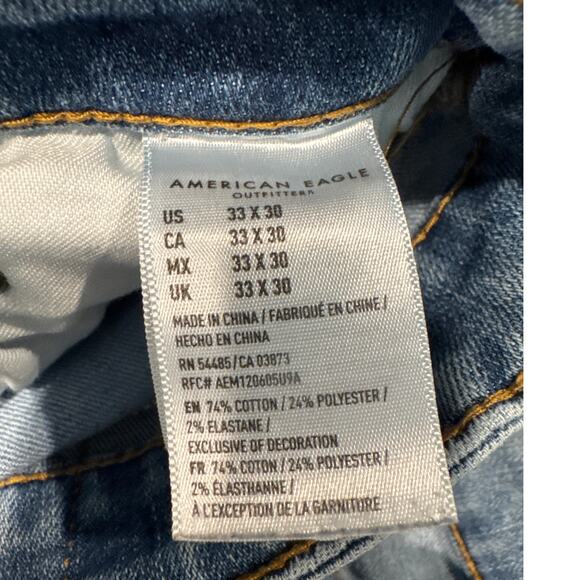 AMERICAN EAGLE
OUTFITTERS
US 33 X 30
CA 33 X 30
MX 33 X 30
UK 33 X 30
MADE IN CHINA / FABRIQUÉ EN CHINE /
HECHO EN CHINA
RN 54485 / CA 03873
RFC# AEM120605U9A
EN 74% COTTON / 24% POLYESTER /
2% ELASTANE /
EXCLUSIVE OF DECORATION
FR 74% COTON / 24% POLYESTER /
2% ÉLASTHANNE /
À L'EXCEPTION DE LA GARNITURE